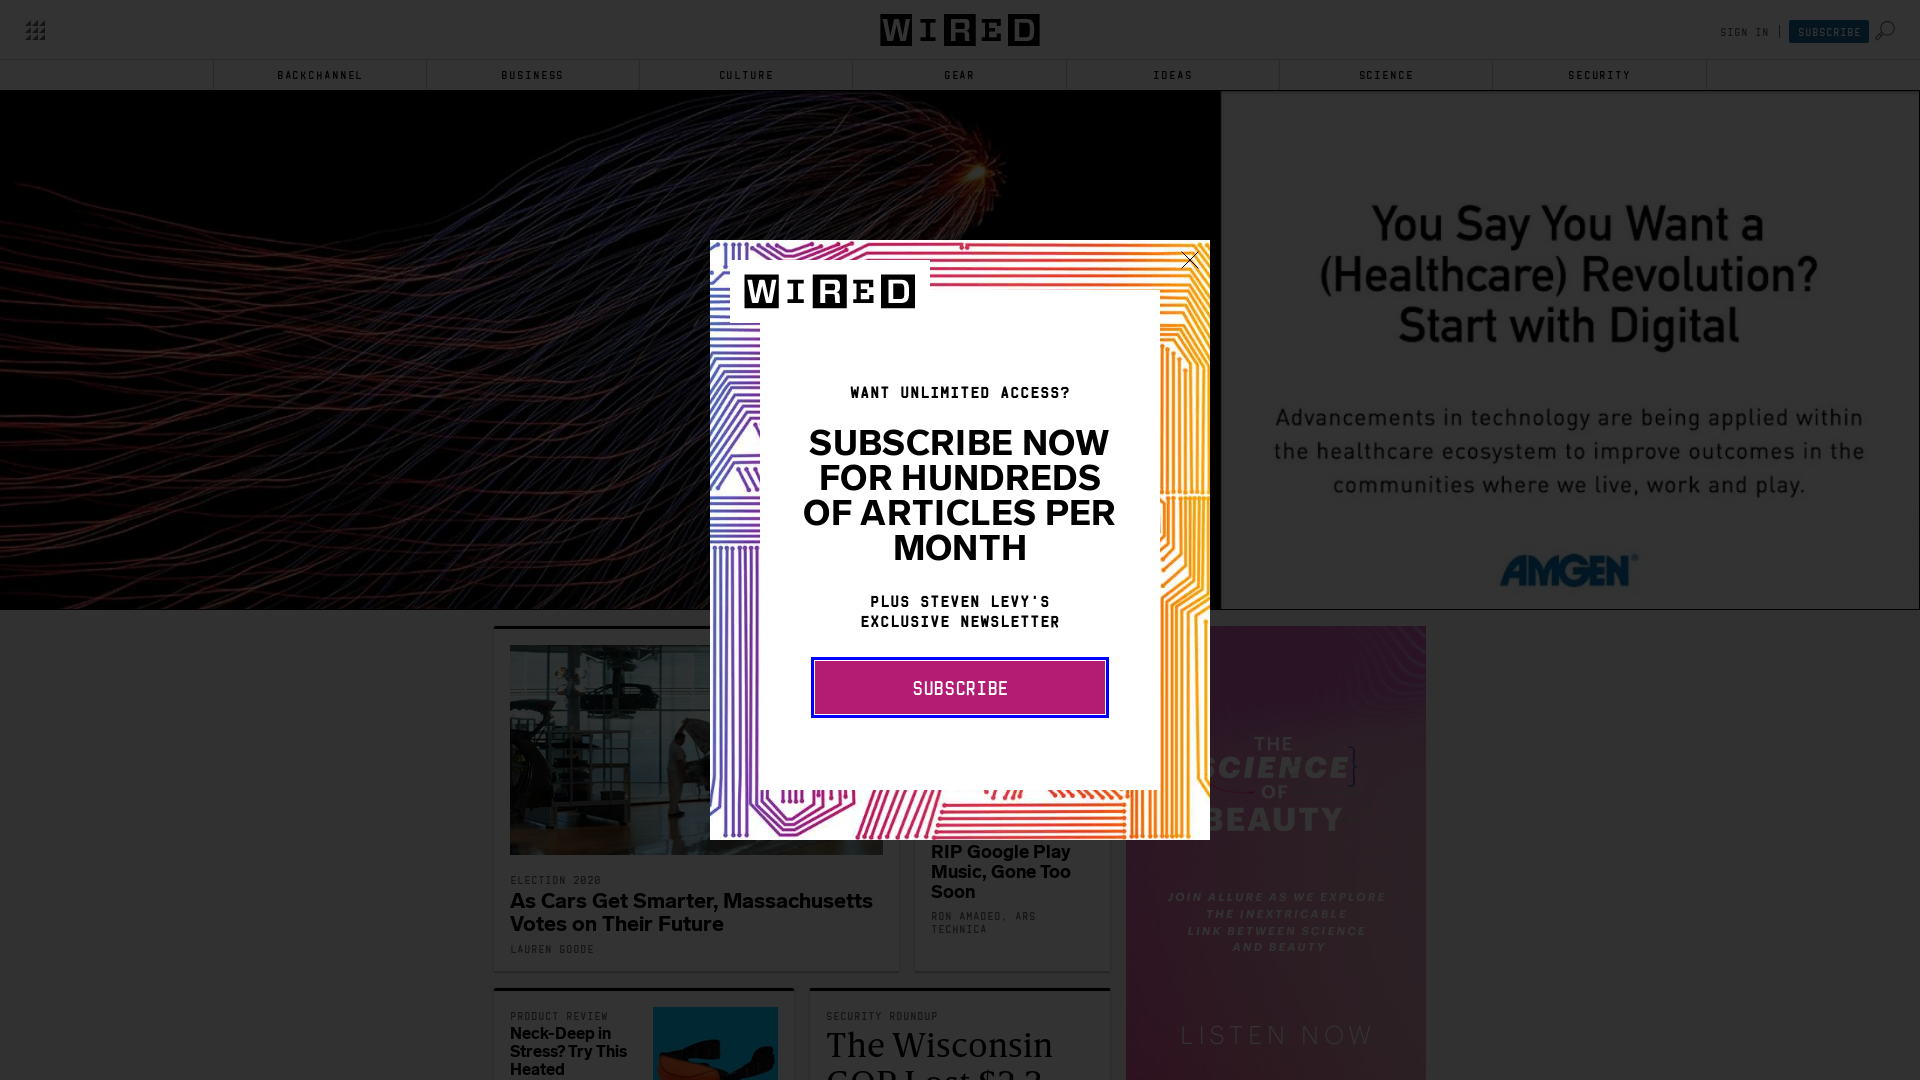 WIRED
SIGN IN
SUBSCRIBE
BACKCHANNEL
BUSINESS
CULTURE
GEAR
IDEAS
SCIENCE
SECURITY
You Say You Want a
(Healthcare) Revolution?
Start with Digital
Advancements in technology are being applied within
the healthcare ecosystem to improve outcomes in the
communities where we live, work and play.
AMGEN®
WIRED
WANT UNLIMITED ACCESS?
SUBSCRIBE NOW
FOR HUNDREDS
OF ARTICLES PER
MONTH
PLUS STEVEN LEVY'S
EXCLUSIVE NEWSLETTER
SUBSCRIBE
ELECTION 2020
As Cars Get Smarter, Massachusetts
Votes on Their Future
LAUREN GOODE
RIP Google Play
Music, Gone Too
Soon
RON AMADEO, ARS
TECHNICA
THE
SCIENCE
OF
BEAUTY
JOIN ALLURE AS WE EXPLORE
THE INEXTRICABLE
LINK BETWEEN SCIENCE
AND BEAUTY
LISTEN NOW
PRODUCT REVIEW
Neck-Deep in
Stress? Try This
Heated
SECURITY ROUNDUP
The Wisconsin
GOP Lost $2.3